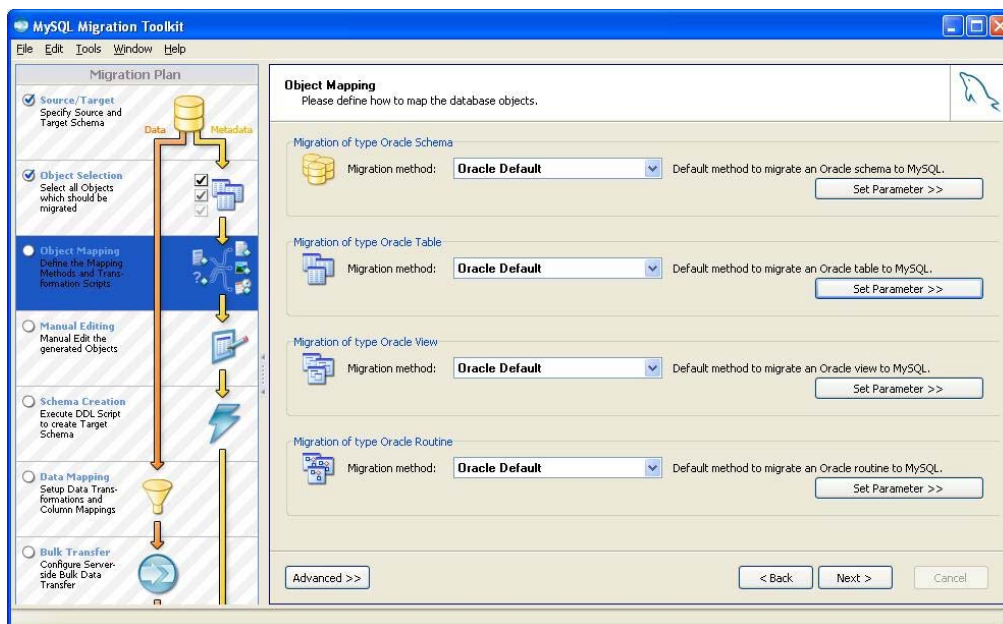 MySQL Migration Toolkit
File Edit Tools Window Help
Migration Plan
Source/Target
Specify Source and
Target Schema
Data
Metadata
Object Selection
Select all Objects
which should be
migrated
Object Mapping
Define the Mapping
Methods and Trans-
formation Scripts
Manual Editing
Manual Edit the
generated Objects
Schema Creation
Execute DDL Script
to create Target
Schema
Data Mapping
Setup Data Trans-
formations and
Column Mappings
Bulk Transfer
Configure Server-
side Bulk Data
Transfer
Object Mapping
Please define how to map the database objects.
Migration of type Oracle Schema
Migration method: Oracle Default Default method to migrate an Oracle schema to MySQL.
Set Parameter >>
Migration of type Oracle Table
Migration method: Oracle Default Default method to migrate an Oracle table to MySQL.
Set Parameter >>
Migration of type Oracle View
Migration method: Oracle Default Default method to migrate an Oracle view to MySQL.
Set Parameter >>
Migration of type Oracle Routine
Migration method: Oracle Default Default method to migrate an Oracle routine to MySQL.
Set Parameter >>
Advanced >> < Back Next > Cancel